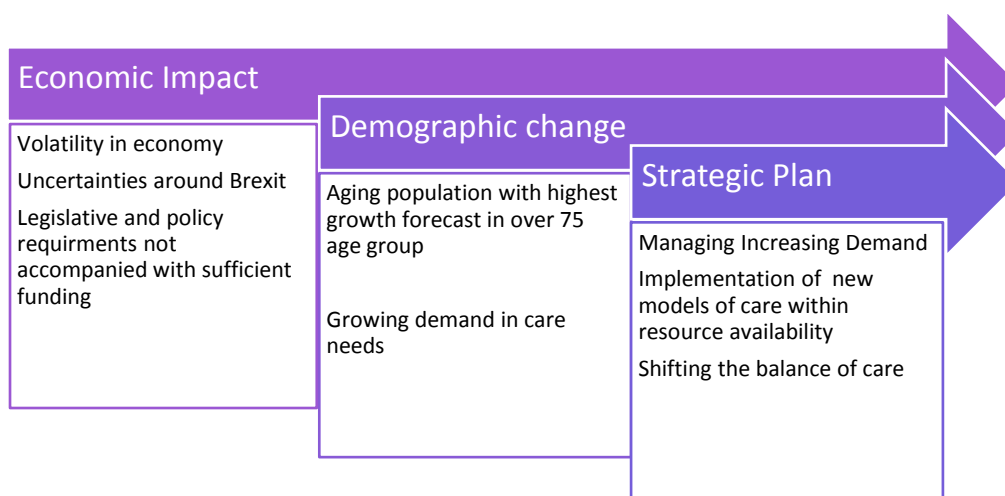 Economic Impact
Volatility in economy
Uncertainties around Brexit
Legislative and policy
requirments not
accompanied with sufficient
funding
Demographic change
Aging population with highest
growth forecast in over 75
age group
Growing demand in care
needs
Strategic Plan
Managing Increasing Demand
Implementation of  new
models of care within
resource availability
Shifting the balance of care